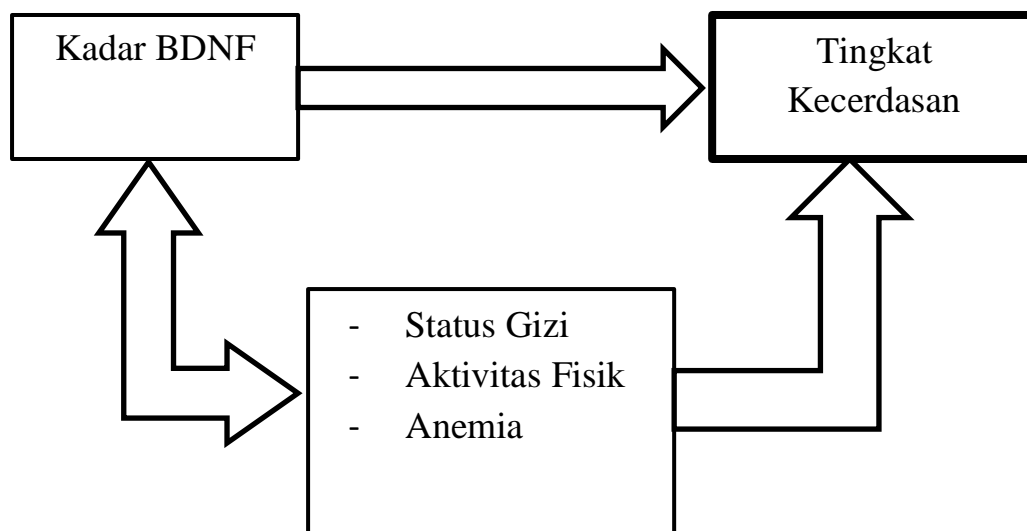 Kadar BDNF
Tingkat
Kecerdasan
- Status Gizi
- Aktivitas Fisik
- Anemia